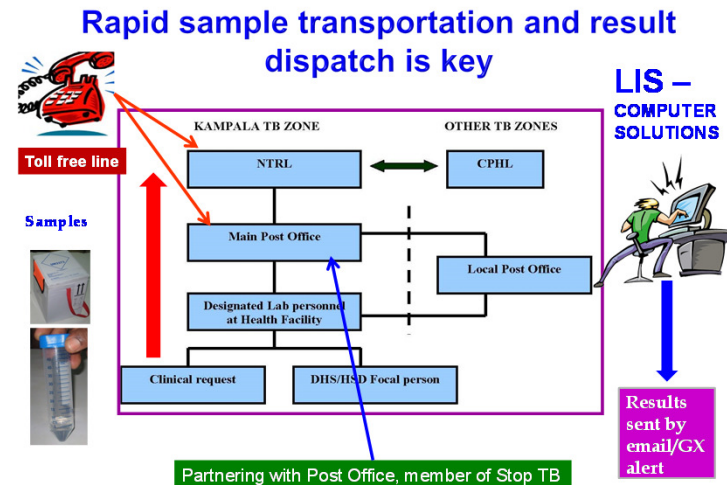 Rapid sample transportation and result
dispatch is key
LIS –
COMPUTER
SOLUTIONS
Toll free line
KAMPALA TB ZONE
OTHER TB ZONES
NTRL
CPHL
Samples
Main Post Office
Local Post Office
Designated Lab personnel
at Health Facility
Clinical request
DHS/HSD Focal person
Results
sent by
email/GX
alert
Partnering with Post Office, member of Stop TB